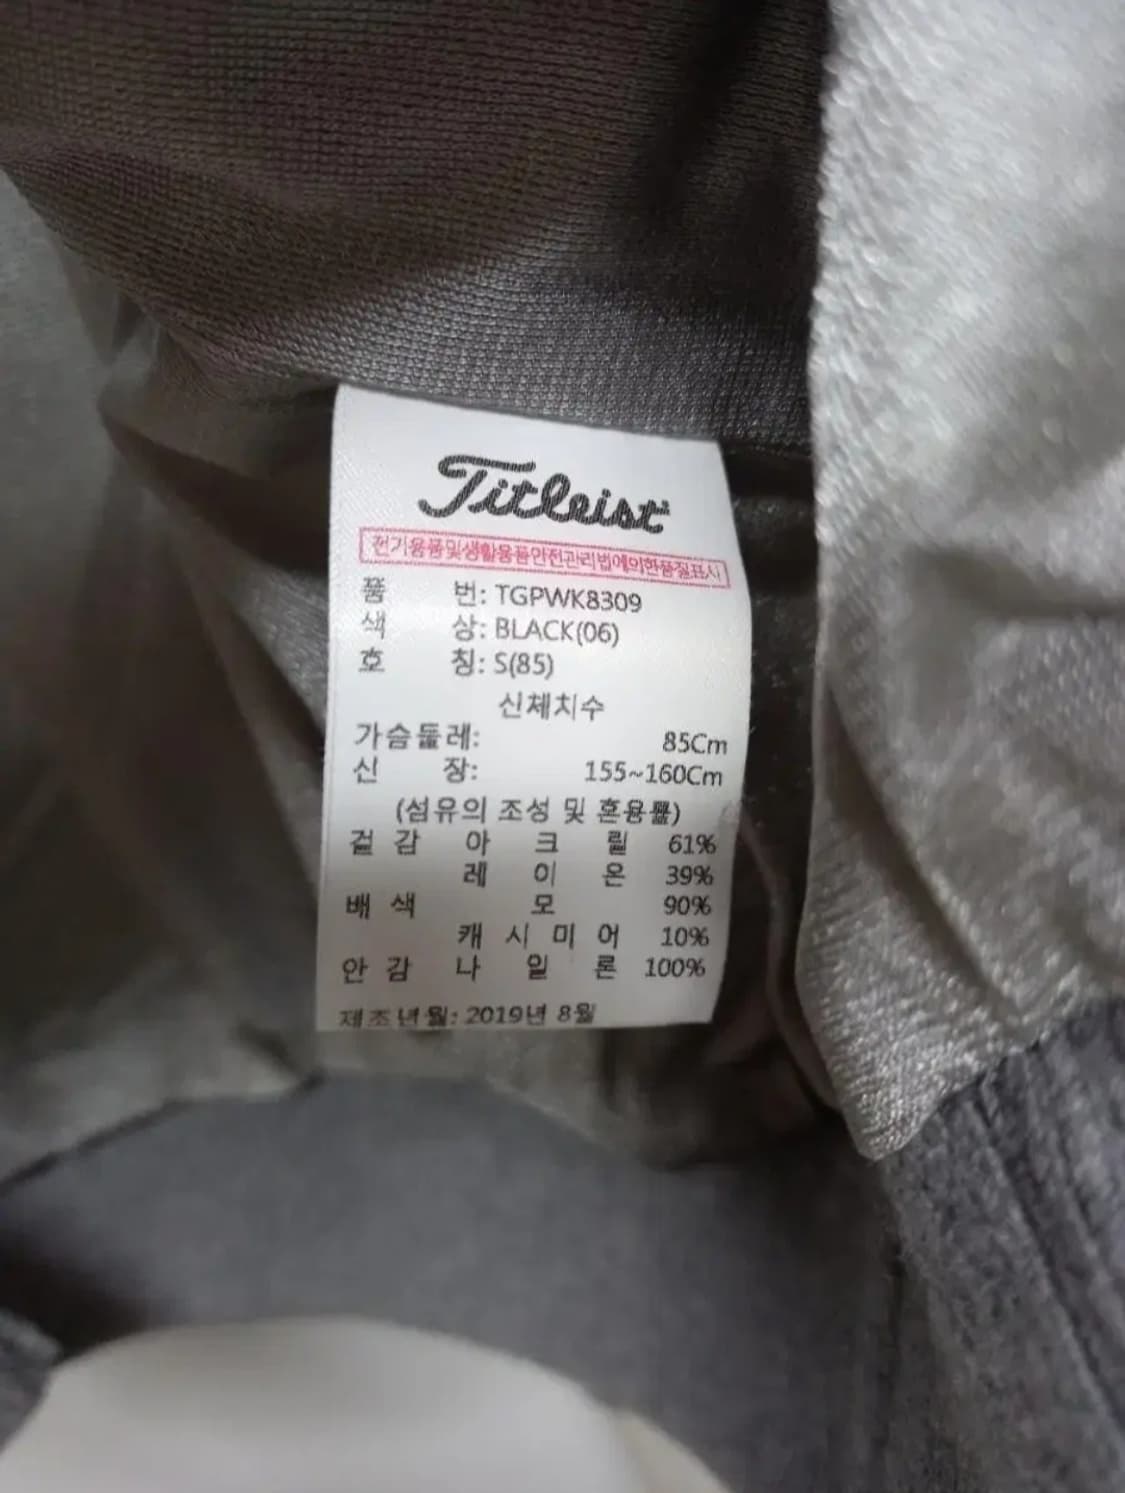 Titleist
전기용품및생활용품안전관리법에의한품질표시
품 번: TGPWK8309
색 상: BLACK(06)
호 칭: S(85)
신체치수
가슴둘레: 85Cm
신 장: 155~160Cm
(섬유의 조성 및 혼용률)
겉 감 아 크 릴 61%
레 이 온 39%
배 색 모 90%
캐 시 미 어 10%
안 감 나 일 론 100%
제조년월: 2019년 8월